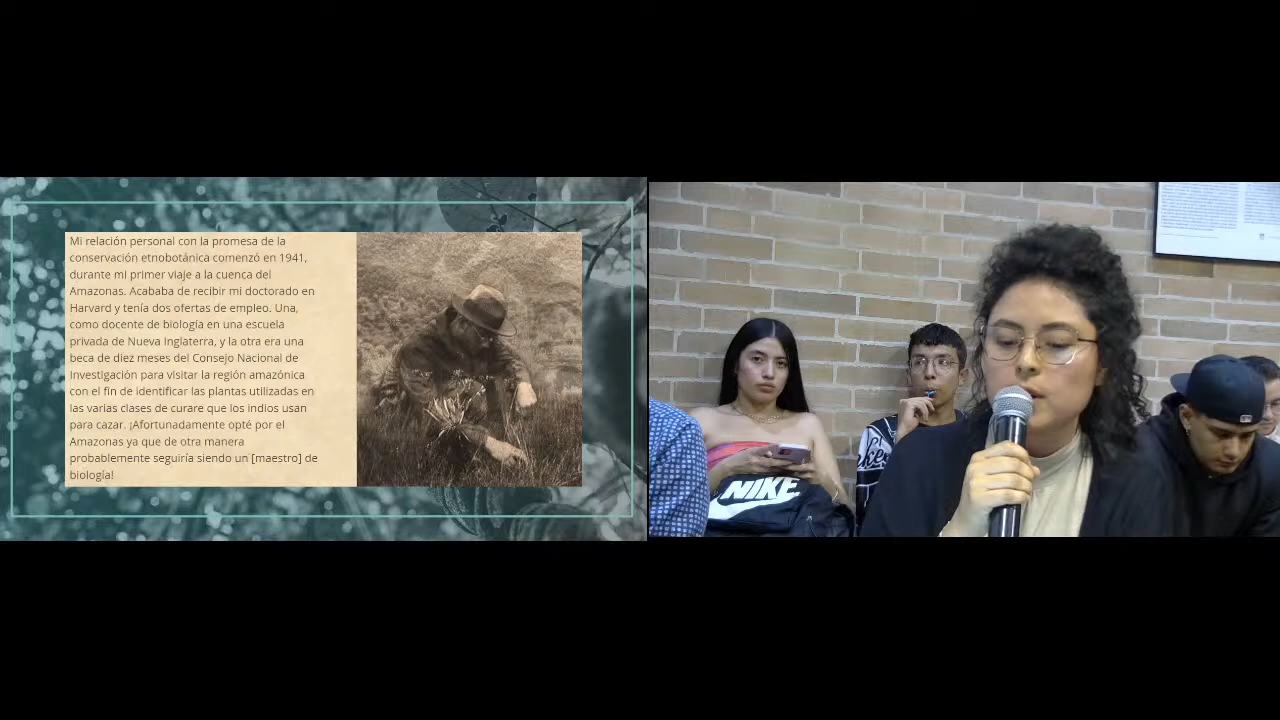 Mi relación personal con la promesa de la
conservación etnobotánica comenzó en 1941,
durante mi primer viaje a la cuenca del
Amazonas. Acababa de recibir mi doctorado en
Harvard y tenía dos ofertas de empleo. Una,
como docente de biología en una escuela
privada de Nueva Inglaterra, y la otra era una
beca de diez meses del Consejo Nacional de
Investigación para visitar la región amazónica
con el fin de identificar las plantas utilizadas en
las varias clases de curare que los indios usan
para cazar. ¡Afortunadamente opté por el
Amazonas ya que de otra manera
probablemente seguiría siendo un [maestro] de
biología!
NIKE